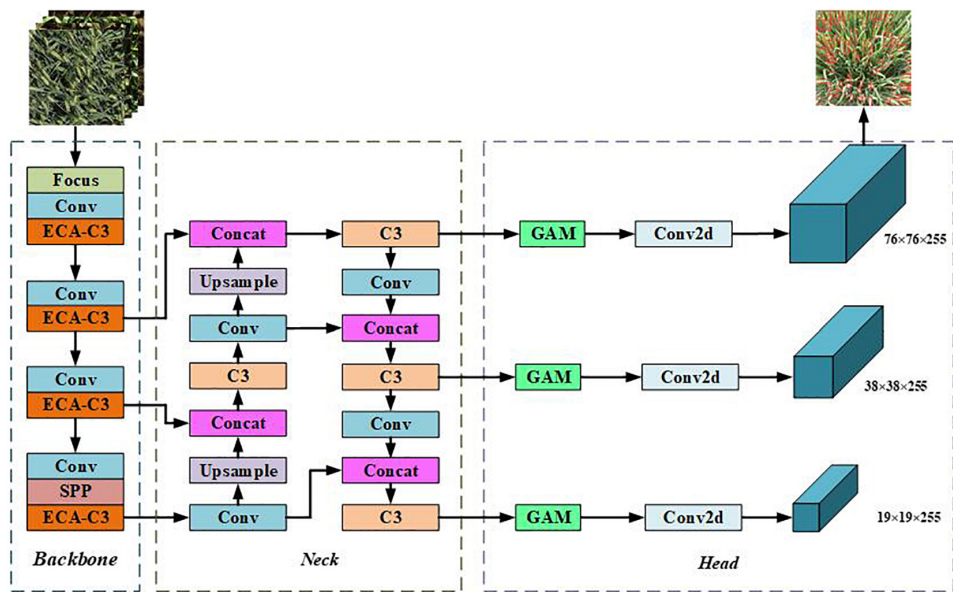 Focus
Conv
ECA-C3
Conv
ECA-C3
Conv
ECA-C3
Conv
SPP
ECA-C3
Backbone
Concat
Upsample
Conv
C3
Concat
Upsample
Conv
C3
Conv
Concat
C3
Conv
Concat
C3
Neck
GAM
Conv2d
76×76×255
GAM
Conv2d
38×38×255
GAM
Conv2d
19×19×255
Head